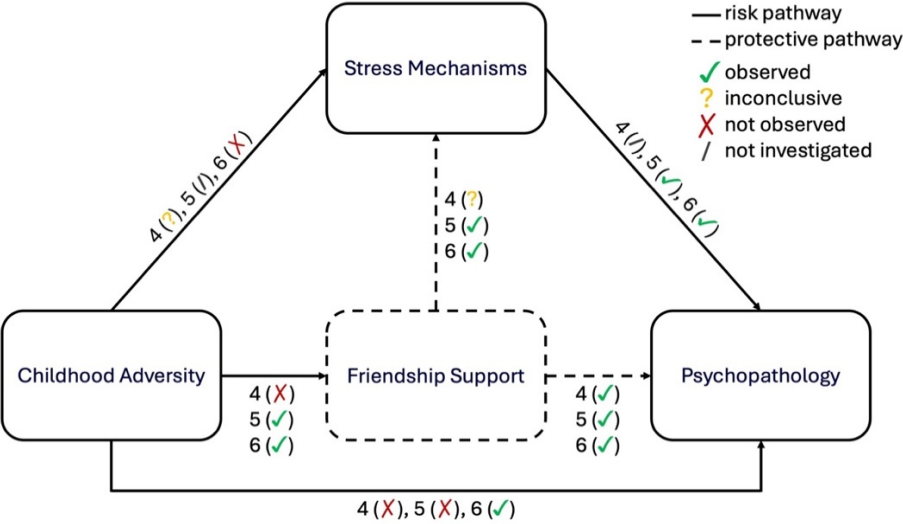 risk pathway
protective pathway
✓ observed
? inconclusive
✗ not observed
/ not investigated
Stress Mechanisms
4 (?), 5 (/), 6 (✗)
4 (/), 5 (✓), 6 (✓)
4 (?)
5 (✓)
6 (✓)
Childhood Adversity
Friendship Support
Psychopathology
4 (✗)
5 (✓)
6 (✓)
4 (✓)
5 (✓)
6 (✓)
4 (✗), 5 (✗), 6 (✓)